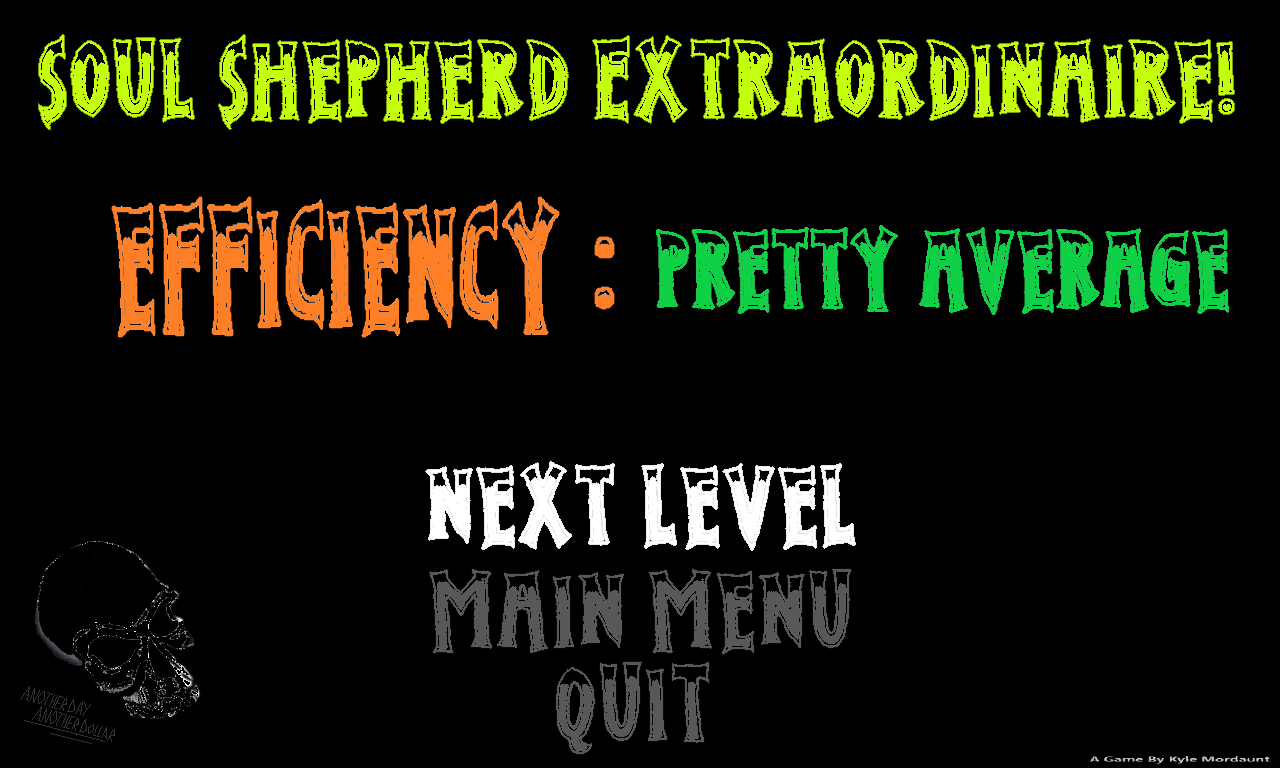 SOUL SHEPHERD EXTRAORDINAIRE!
EFFICIENCY : PRETTY AVERAGE
NEXT LEVEL
MAIN MENU
QUIT
ANOTHER DAY
ANOTHER DOLLAR
A Game By Kyle Mordaunt